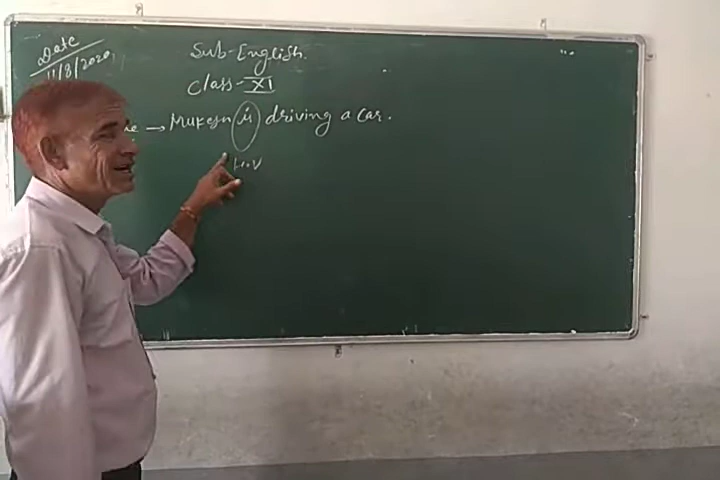 Date
11/8/2020,
Sub-English.
Class-XI
→ Mukesh is driving a car.
H.V